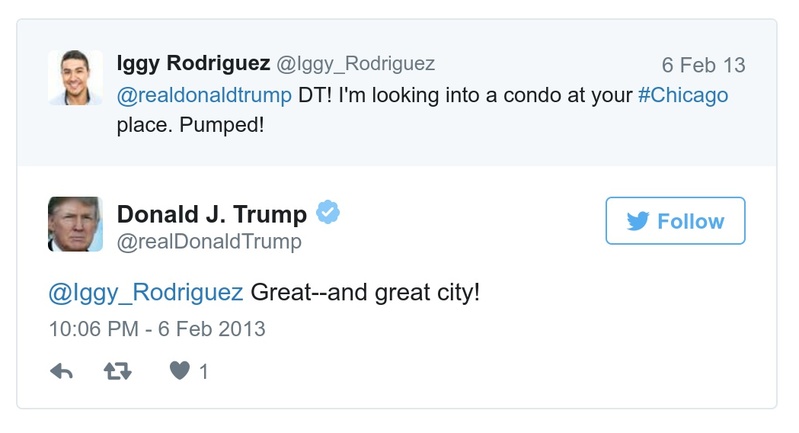 Iggy Rodriguez @Iggy_Rodriguez 6 Feb 13
@realdonaldtrump DT! I'm looking into a condo at your #Chicago
place. Pumped!
Donald J. Trump
@realDonaldTrump
Follow
@Iggy_Rodriguez Great--and great city!
10:06 PM - 6 Feb 2013
1